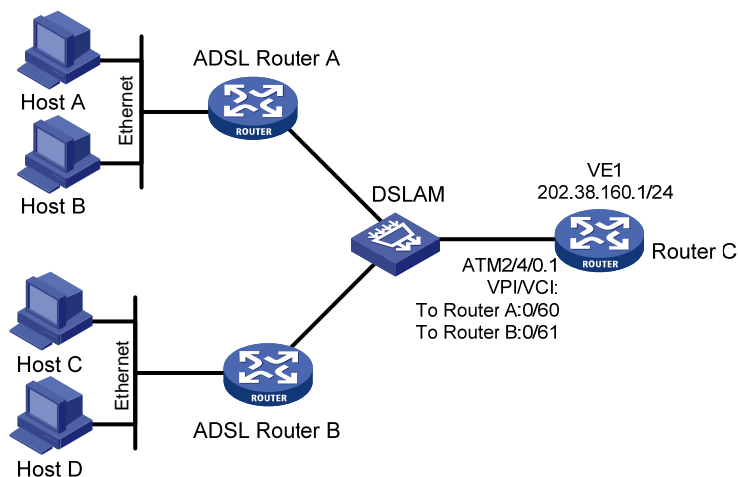 Host A
Host B
Ethernet
ADSL Router A
ROUTER
DSLAM
VE1
202.38.160.1/24
ROUTER
Router C
ATM2/4/0.1
VPI/VCI:
To Router A:0/60
To Router B:0/61
Host C
Host D
Ethernet
ROUTER
ADSL Router B